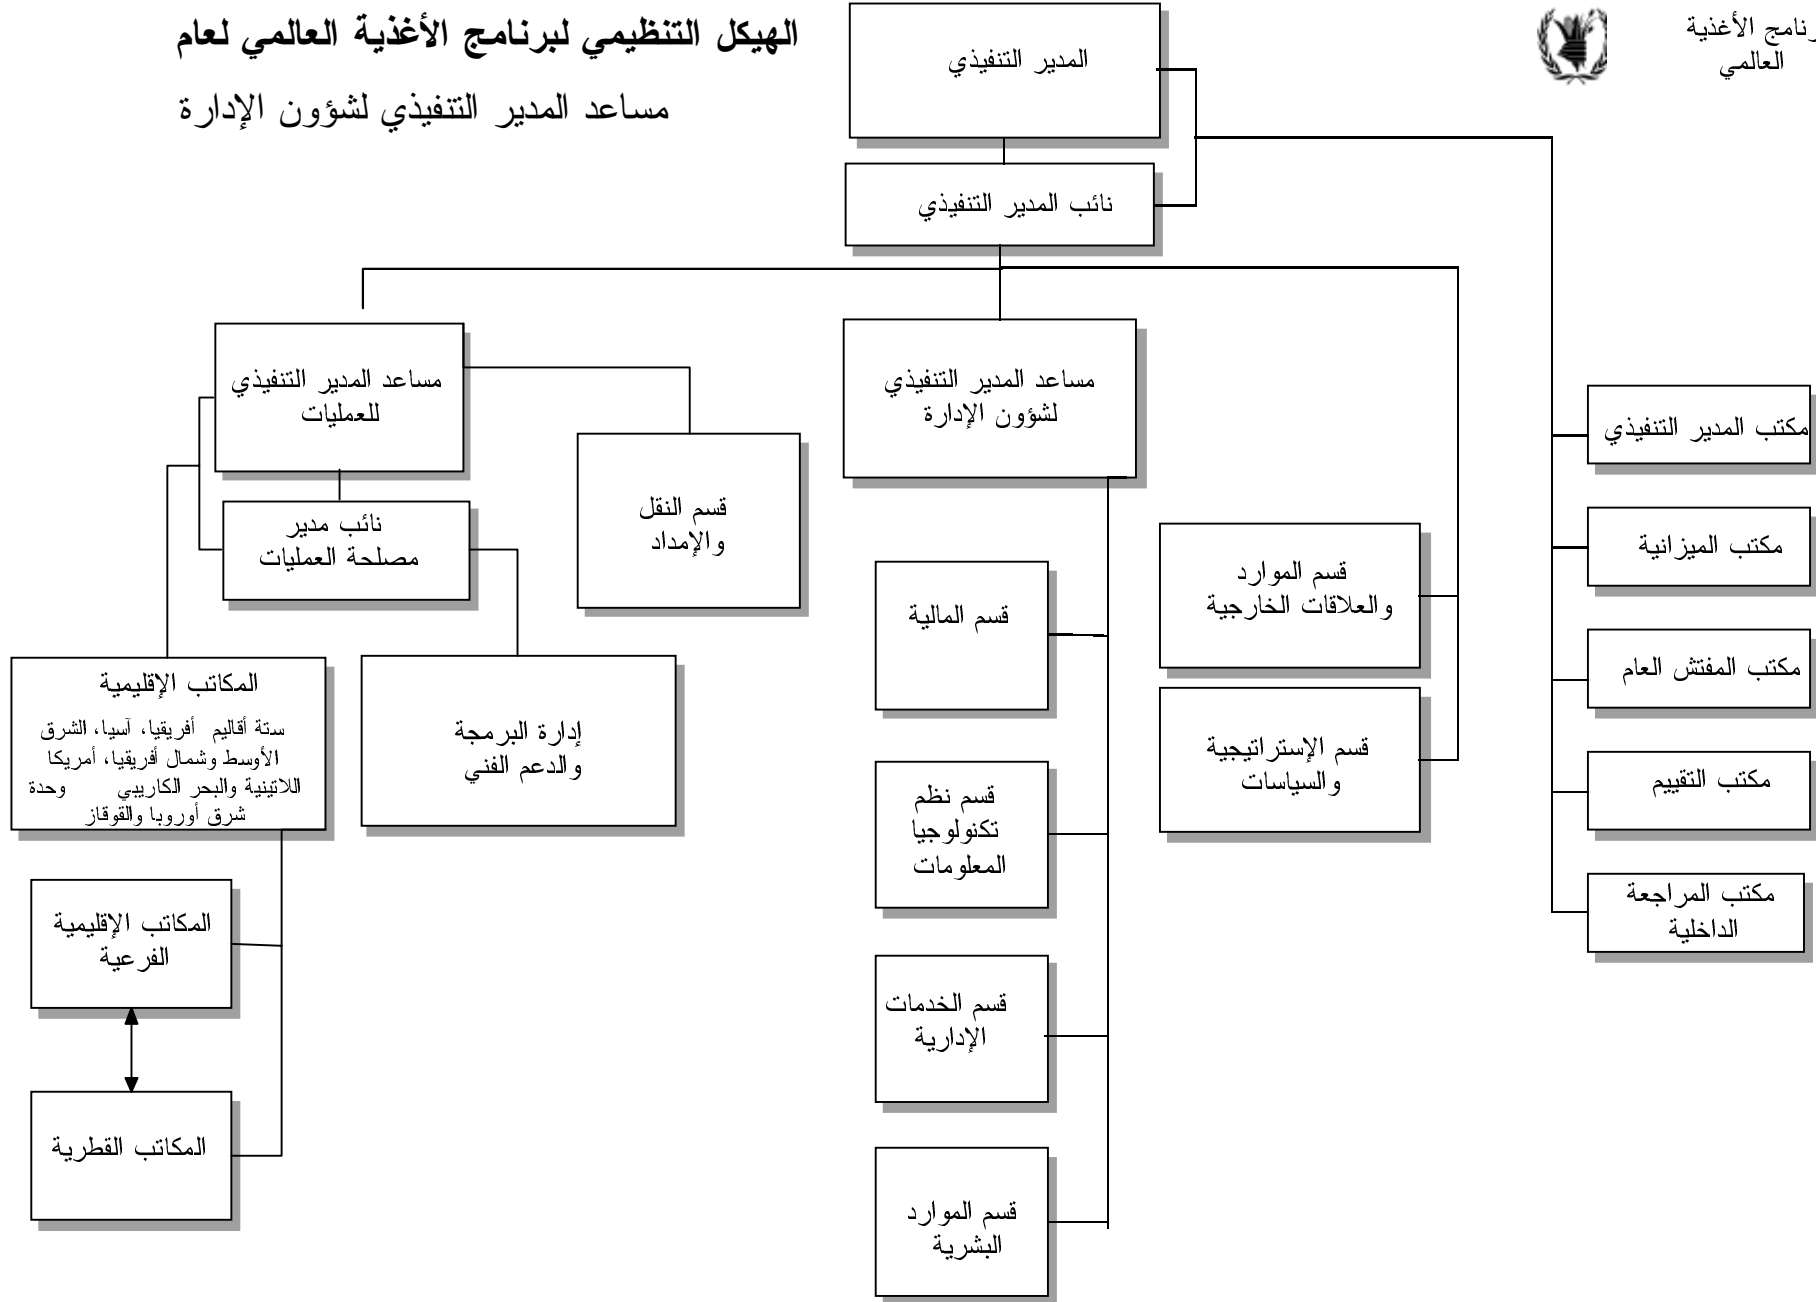 رنامج الأغذية
العالمي
الهيكل التنظيمي لبرنامج الأغذية العالمي لعام
مساعد المدير التنفيذي لشؤون الإدارة
المدير التنفيذي
نائب المدير التنفيذي
مكتب المدير التنفيذي
مكتب الميزانية
مكتب المفتش العام
مكتب التقييم
مكتب المراجعة
الداخلية
قسم الموارد
والعلاقات الخارجية
قسم الإستراتيجية
والسياسات
مساعد المدير التنفيذي
لشؤون الإدارة
قسم المالية
قسم نظم
تكنولوجيا
المعلومات
قسم الخدمات
الإدارية
قسم الموارد
البشرية
مساعد المدير التنفيذي
للعمليات
قسم النقل
والإمداد
نائب مدير
مصلحة العمليات
إدارة البرمجة
والدعم الفني
المكاتب الإقليمية
ستة أقاليم أفريقيا، آسيا، الشرق
الأوسط وشمال أفريقيا، أمريكا
اللاتينية والبحر الكاريبي وحدة
شرق أوروبا والقوقاز
المكاتب الإقليمية
الفرعية
المكاتب القطرية